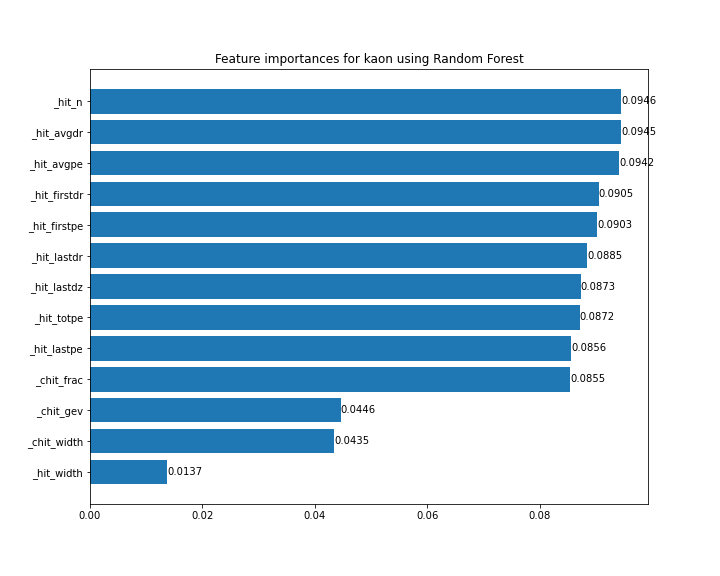 Feature importances for kaon using Random Forest
_hit_n 0.0946
_hit_avgdr 0.0945
_hit_avgpe 0.0942
_hit_firstdr 0.0905
_hit_firstpe 0.0903
_hit_lastdr 0.0885
_hit_lastdz 0.0873
_hit_totpe 0.0872
_hit_lastpe 0.0856
_chit_frac 0.0855
_chit_gev 0.0446
_chit_width 0.0435
_hit_width 0.0137
0.00 0.02 0.04 0.06 0.08